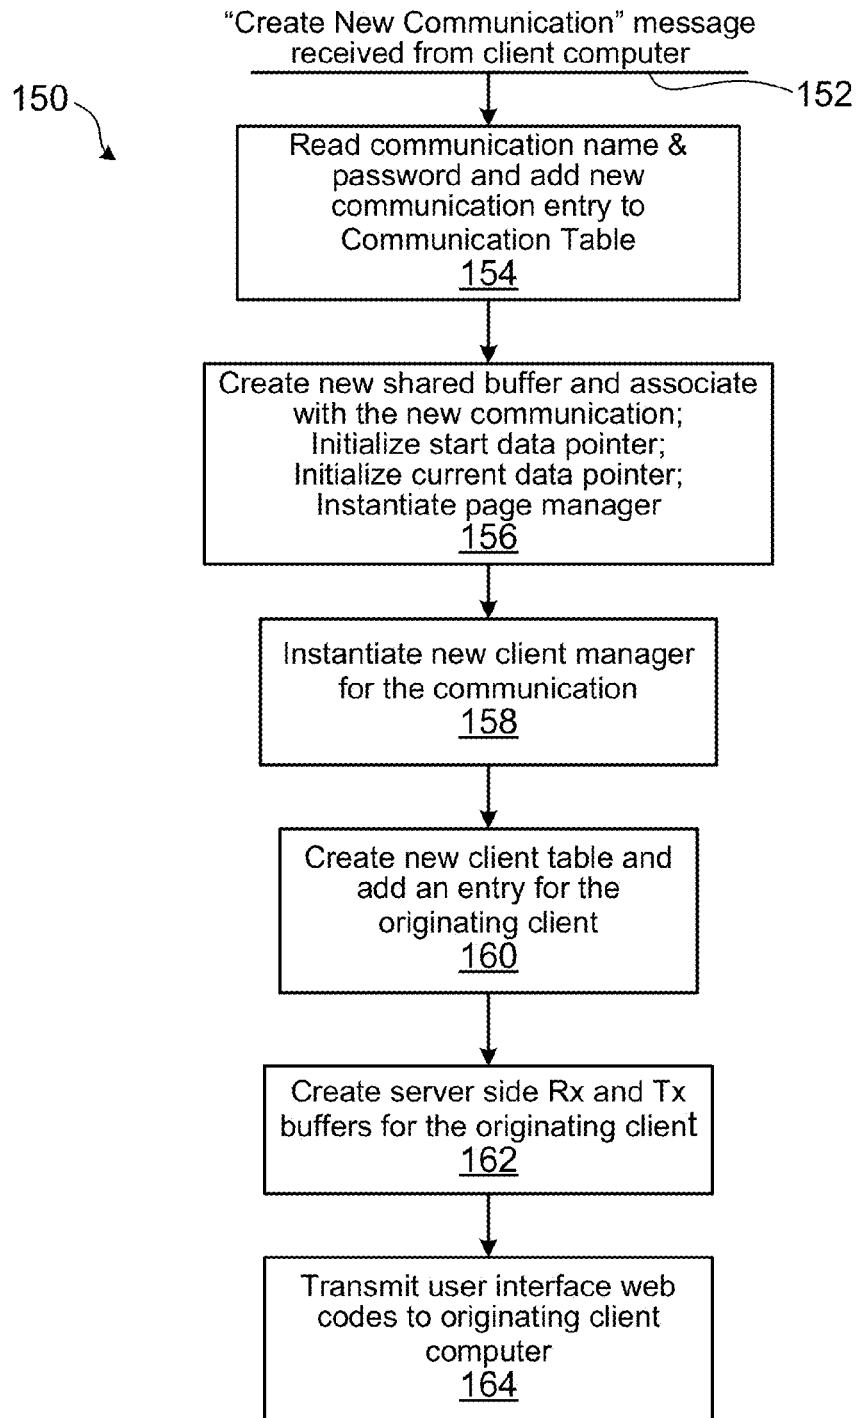 “Create New Communication” message
received from client computer
150
152
Read communication name &
password and add new
communication entry to
Communication Table
154
Create new shared buffer and associate
with the new communication;
Initialize start data pointer;
Initialize current data pointer;
Instantiate page manager
156
Instantiate new client manager
for the communication
158
Create new client table and
add an entry for the
originating client
160
Create server side Rx and Tx
buffers for the originating client
162
Transmit user interface web
codes to originating client
computer
164